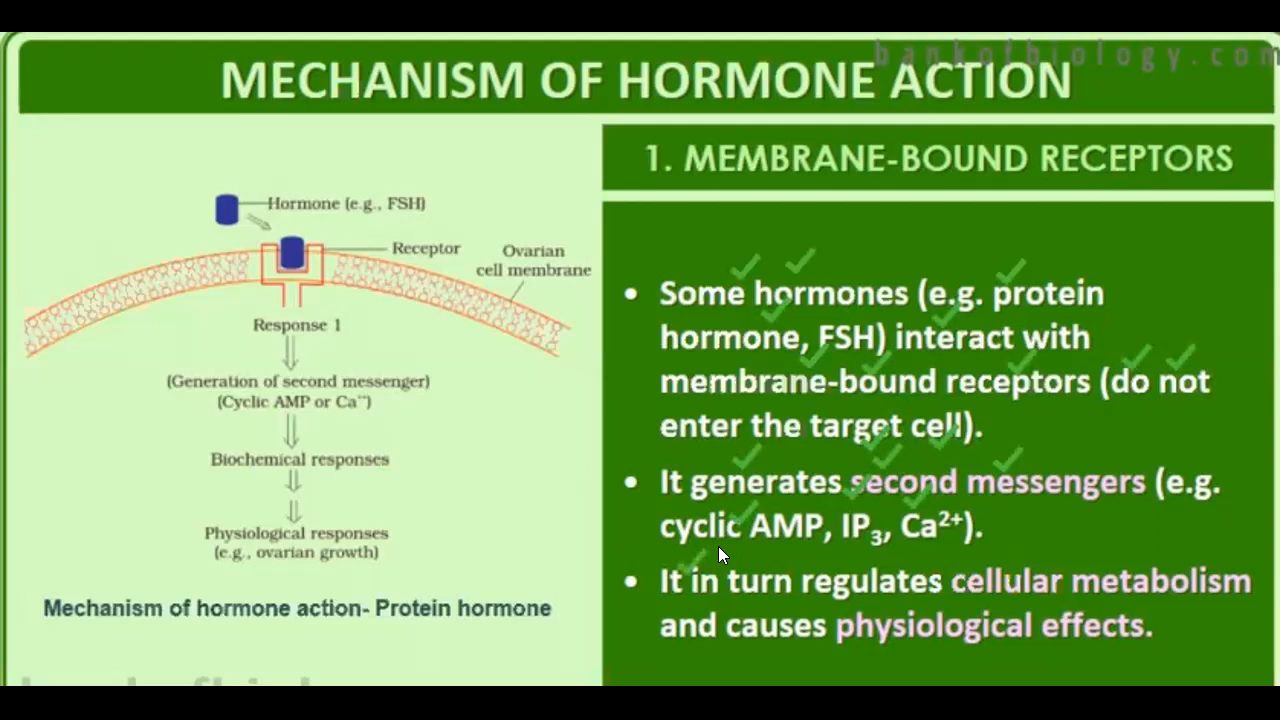 bankofbiology.com
MECHANISM OF HORMONE ACTION
1. MEMBRANE-BOUND RECEPTORS
Hormone (e.g., FSH)
Receptor
Ovarian
cell membrane
Response 1
(Generation of second messenger)
(Cyclic AMP or Ca⁺⁺)
Biochemical responses
Physiological responses
(e.g., ovarian growth)
Mechanism of hormone action- Protein hormone
• Some hormones (e.g. protein
hormone, FSH) interact with
membrane-bound receptors (do not
enter the target cell).
• It generates second messengers (e.g.
cyclic AMP, IP₃, Ca²⁺).
• It in turn regulates cellular metabolism
and causes physiological effects.